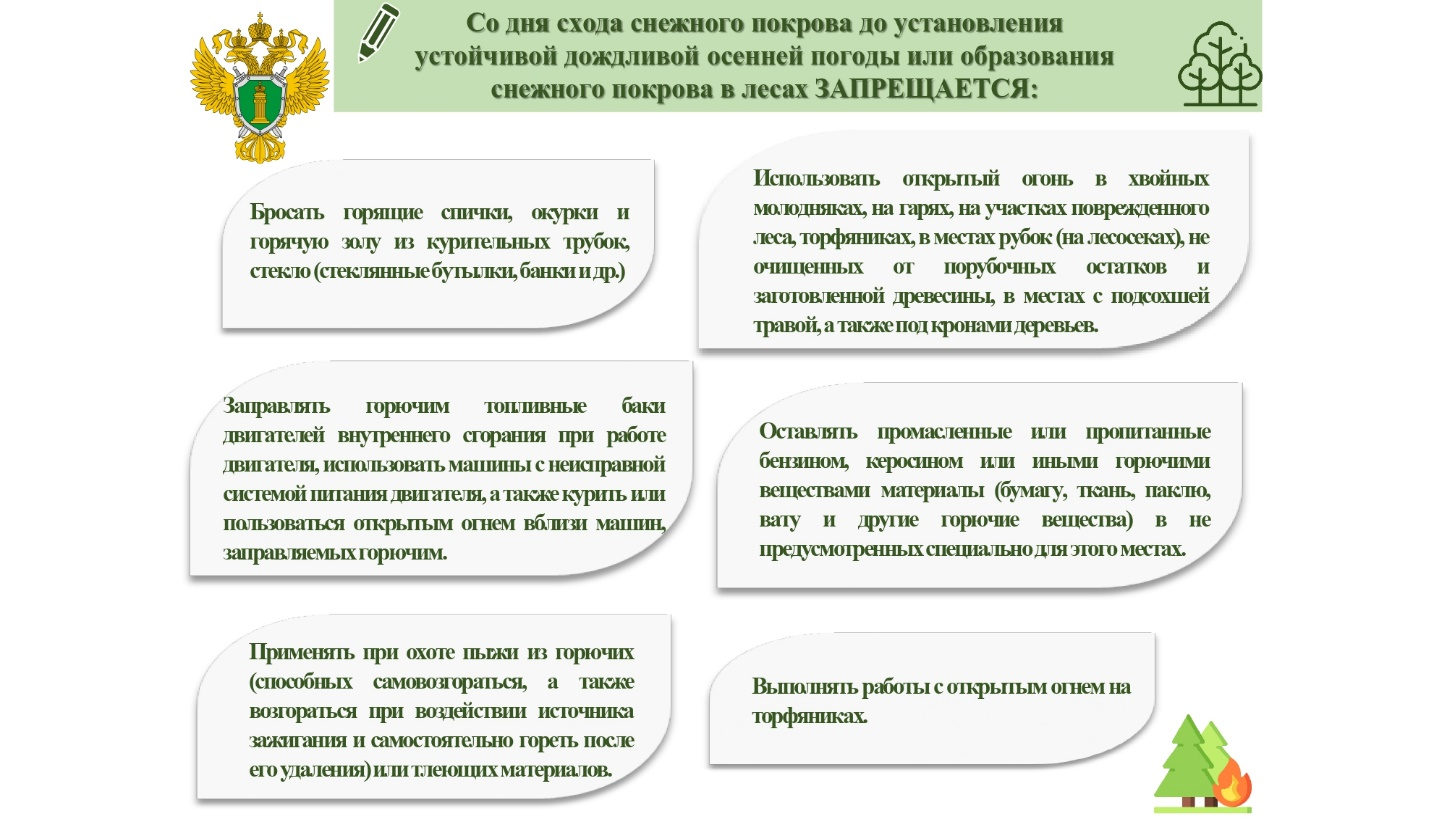 Со дня схода снежного покрова до установления
устойчивой дождливой осенней погоды или образования
снежного покрова в лесах ЗАПРЕЩАЕТСЯ:
Бросать горящие спички, окурки и
горячую золу из курительных трубок,
стекло (стеклянные бутылки, банки и др.)
Использовать открытый огонь в хвойных
молодняках, на гарях, на участках поврежденного
леса, торфяниках, в местах рубок (на лесосеках), не
очищенных от порубочных остатков и
заготовленной древесины, в местах с подсохшей
травой, а также под кронами деревьев.
Заправлять горючим топливные баки
двигателей внутреннего сгорания при работе
двигателя, использовать машины с неисправной
системой питания двигателя, а также курить или
пользоваться открытым огнем вблизи машин,
заправляемых горючим.
Оставлять промасленные или пропитанные
бензином, керосином или иными горючими
веществами материалы (бумагу, ткань, паклю,
вату и другие горючие вещества) в не
предусмотренных специально для этого местах.
Применять при охоте пыжи из горючих
(способных самовозгораться, а также
возгораться при воздействии источника
зажигания и самостоятельно гореть после
его удаления) или тлеющих материалов.
Выполнять работы с открытым огнем на
торфяниках.